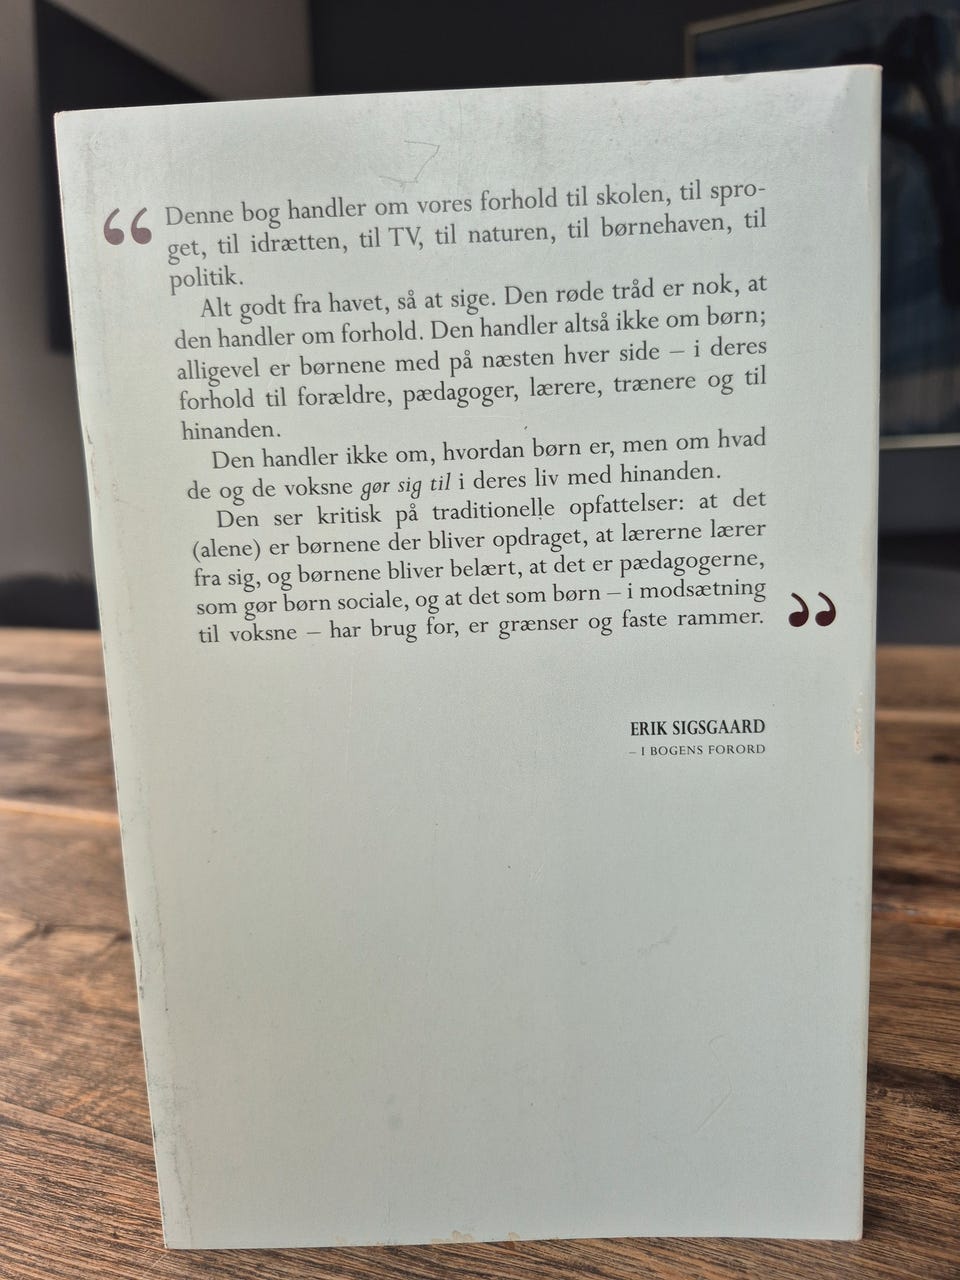 “ Denne bog handler om vores forhold til skolen, til spro-
get, til idrætten, til TV, til naturen, til børnehaven, til
politik.
Alt godt fra havet, så at sige. Den røde tråd er nok, at
den handler om forhold. Den handler altså ikke om børn;
alligevel er børnene med på næsten hver side – i deres
forhold til forældre, pædagoger, lærere, trænere og til
hinanden.
Den handler ikke om, hvordan børn er, men om hvad
de og de voksne gør sig til i deres liv med hinanden.
Den ser kritisk på traditionelle opfattelser: at det
(alene) er børnene der bliver opdraget, at lærerne lærer
fra sig, og børnene bliver belært, at det er pædagogerne,
som gør børn sociale, og at det som børn – i modsætning
til voksne – har brug for, er grænser og faste rammer. ”
ERIK SIGSGAARD
– I BOGENS FORORD